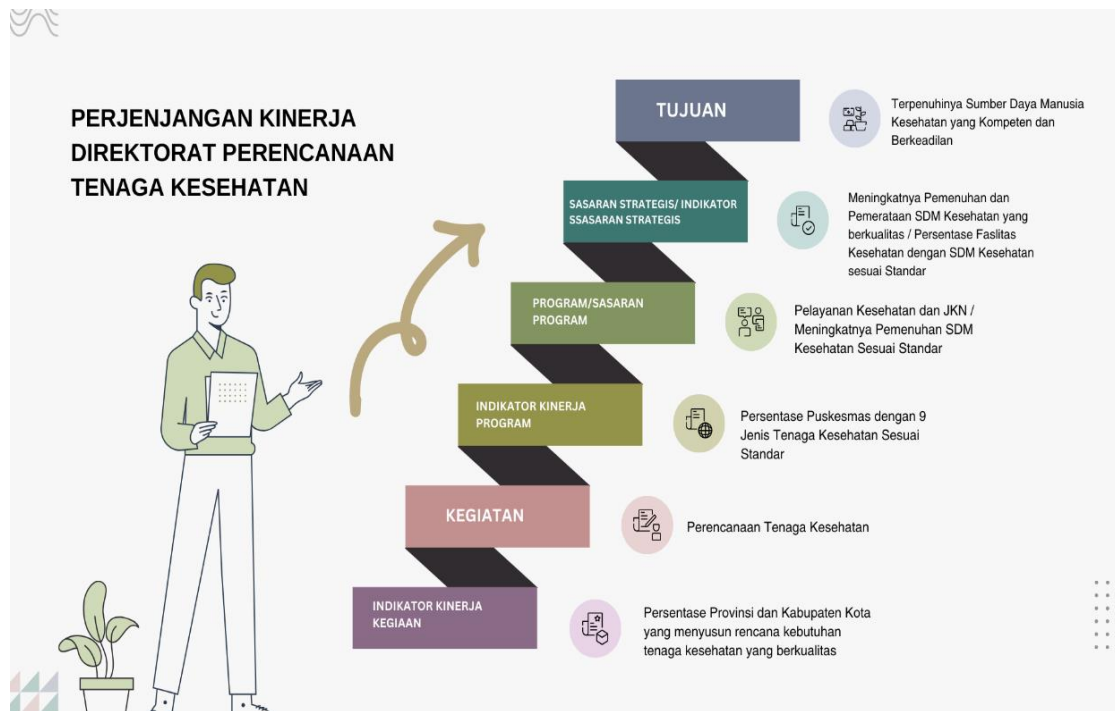 PERJENJANGAN KINERJA
DIREKTORAT PERENCANAAN
TENAGA KESEHATAN
TUJUAN
Terpenuhinya Sumber Daya Manusia
Kesehatan yang Kompeten dan
Berkeadilan
SASARAN STRATEGIS/ INDIKATOR
SSASARAN STRATEGIS
Meningkatnya Pemenuhan dan
Pemerataan SDM Kesehatan yang
berkualitas / Persentase Faslitas
Kesehatan dengan SDM Kesehatan
sesuai Standar
PROGRAM/SASARAN
PROGRAM
Pelayanan Kesehatan dan JKN /
Meningkatnya Pemenuhan SDM
Kesehatan Sesuai Standar
INDIKATOR KINERJA
PROGRAM
Persentase Puskesmas dengan 9
Jenis Tenaga Kesehatan Sesuai
Standar
KEGIATAN
Perencanaan Tenaga Kesehatan
INDIKATOR KINERJA
KEGIAAN
Persentase Provinsi dan Kabupaten Kota
yang menyusun rencana kebutuhan
tenaga kesehatan yang berkualitas